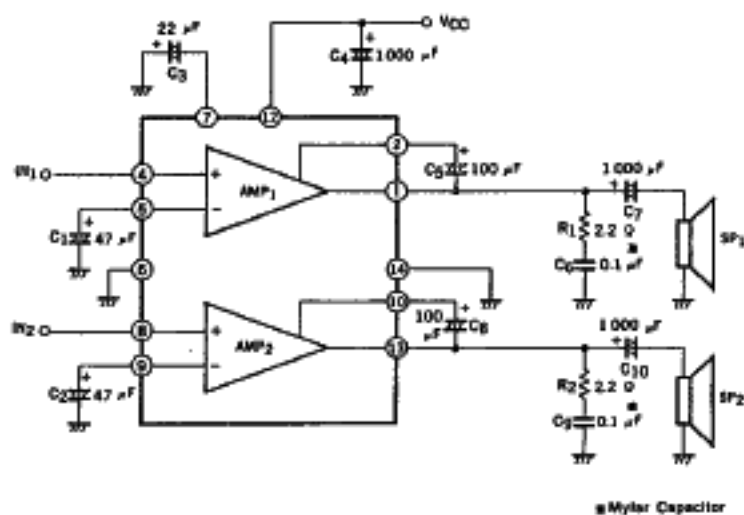 22 µF
+
C3
+
C4
1000 µF
VCC
7
12
2
+
C5
100 µF
IN1
4
+
AMP1
1
1000 µF
+
C7
5
-
C1
+
47 µF
R1
2.2 Ω
C6
0.1 µF
SP1
6
14
10
100 µF
+
C8
IN2
8
+
AMP2
13
1000 µF
+
C10
9
-
C2
+
47 µF
R2
2.2 Ω
C9
0.1 µF
SP2
Mylar Capacitor